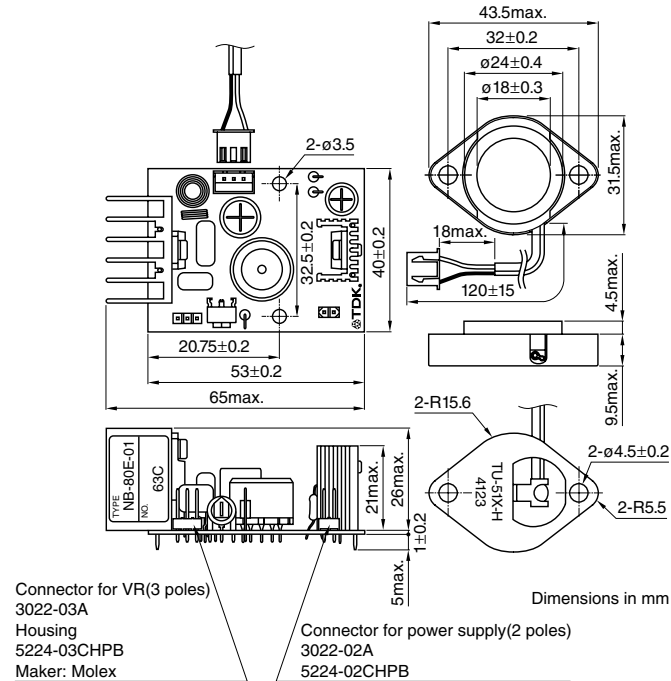 43.5max.
32±0.2
ø24±0.4
ø18±0.3
2-ø3.5
31.5max.
32.5±0.2
40±0.2
TDK.
18max.
120±15
4.5max.
9.5max.
20.75±0.2
53±0.2
65max.
2-R15.6
2-ø4.5±0.2
2-R5.5
TU-51X-H
4123
TYPE
NB-80E-01
NO.
63C
21max.
26max.
1±0.2
5max.
Dimensions in mm
Connector for VR(3 poles)
3022-03A
Housing
5224-03CHPB
Maker: Molex
Connector for power supply(2 poles)
3022-02A
5224-02CHPB